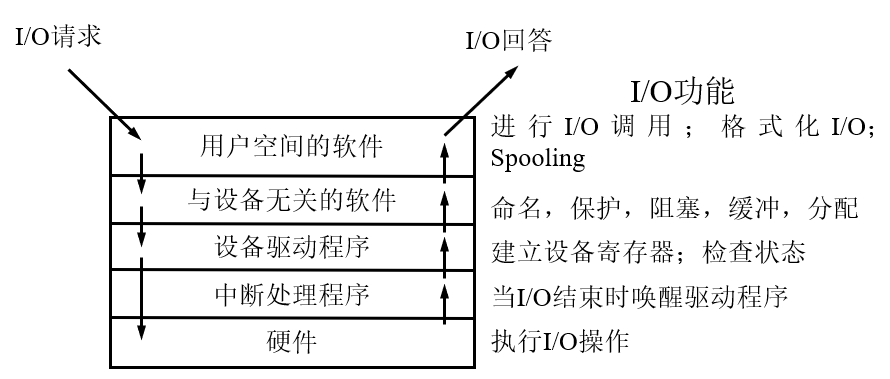 I/O请求
I/O回答
I/O功能
用户空间的软件
进行I/O调用；格式化I/O；
Spooling
与设备无关的软件
命名，保护，阻塞，缓冲，分配
设备驱动程序
建立设备寄存器；检查状态
中断处理程序
当I/O结束时唤醒驱动程序
硬件
执行I/O操作